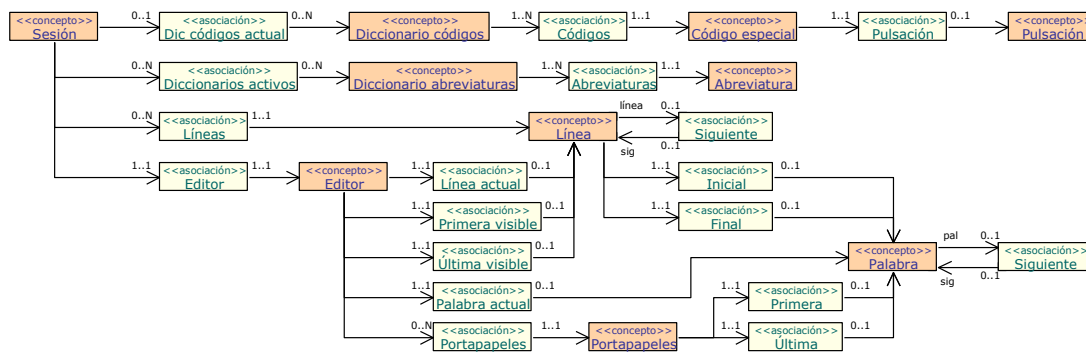 <<concepto>> 0..1 <<asociación>> 0..N <<concepto>> 1..N <<asociación>> 1..1 <<concepto>> 1..1 <<asociación>> 0..1 <<concepto>>
Sesión Dic códigos actual Diccionario códigos Códigos Código especial Pulsación Pulsación
0..N <<asociación>> 0..N <<concepto>> 1..N <<asociación>> 1..1 <<concepto>>
Diccionarios activos Diccionario abreviaturas Abreviaturas Abreviatura
línea 0..1
0..N <<asociación>> 1..1 <<concepto>> <<asociación>>
Líneas Línea Siguiente
sig 0..1
1..1 <<asociación>> 1..1 <<concepto>> 1..1 <<asociación>> 0..1 1..1 <<asociación>> 0..1
Editor Editor Línea actual Inicial
1..1 <<asociación>> 0..1 1..1 <<asociación>> 0..1
Primera visible Final
pal 0..1
1..1 <<asociación>> 0..1 <<concepto>> <<asociación>>
Última visible Palabra Siguiente
sig 0..1
1..1 <<asociación>> 0..1 1..1 <<asociación>> 0..1
Palabra actual Primera
0..N <<asociación>> 1..1 <<concepto>> 1..1 <<asociación>> 0..1
Portapapeles Portapapeles Última